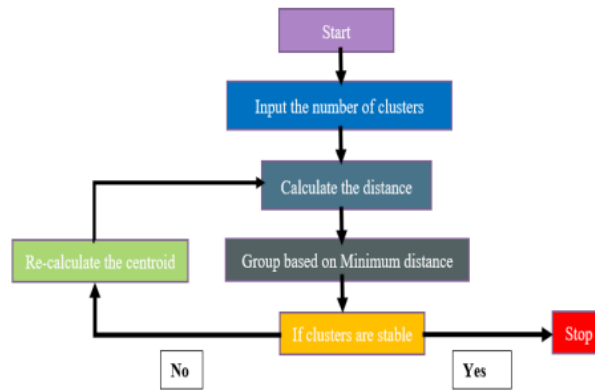 Start
Input the number of clusters
Calculate the distance
Re-calculate the centroid
Group based on Minimum distance
If clusters are stable
Stop
No
Yes